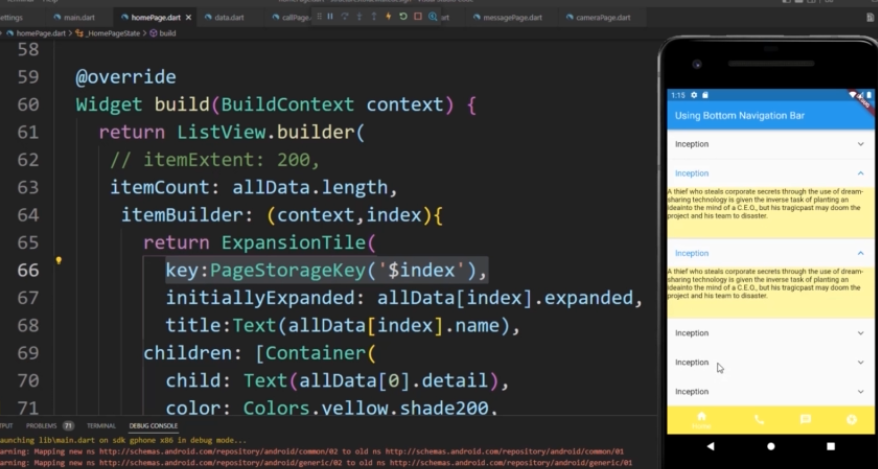 ettings main.dart homePage.dart × data.dart callPage. art messagePage.dart cameraPage.dart
homePage.dart > _HomePageState > build
58
59 @override
60 Widget build(BuildContext context) {
61 return ListView.builder(
62 // itemExtent: 200,
63 itemCount: allData.length,
64 itemBuilder: (context,index){
65 return ExpansionTile(
66 key:PageStorageKey('$index'),
67 initiallyExpanded: allData[index].expanded,
68 title:Text(allData[index].name),
69 children: [Container(
70 child: Text(allData[0].detail),
71 color: Colors.yellow.shade200,
TPUT PROBLEMS 71 TERMINAL DEBUG CONSOLE
aunching lib\main.dart on sdk gphone x86 in debug mode...
arning: Mapping new ns http://schemas.android.com/repository/android/common/02 to old ns http://schemas.android.com/repository/android/common/01
arning: Mapping new ns http://schemas.android.com/repository/android/generic/02 to old ns http://schemas.android.com/repository/android/generic/01
1:15
Using Bottom Navigation Bar
Inception
Inception
A thief who steals corporate secrets through the use of dream-
sharing technology is given the inverse task of planting an
ideainto the mind of a C.E.O., but his tragicpast may doom the
project and his team to disaster.
Inception
A thief who steals corporate secrets through the use of dream-
sharing technology is given the inverse task of planting an
ideainto the mind of a C.E.O., but his tragicpast may doom the
project and his team to disaster.
Inception
Inception
Inception